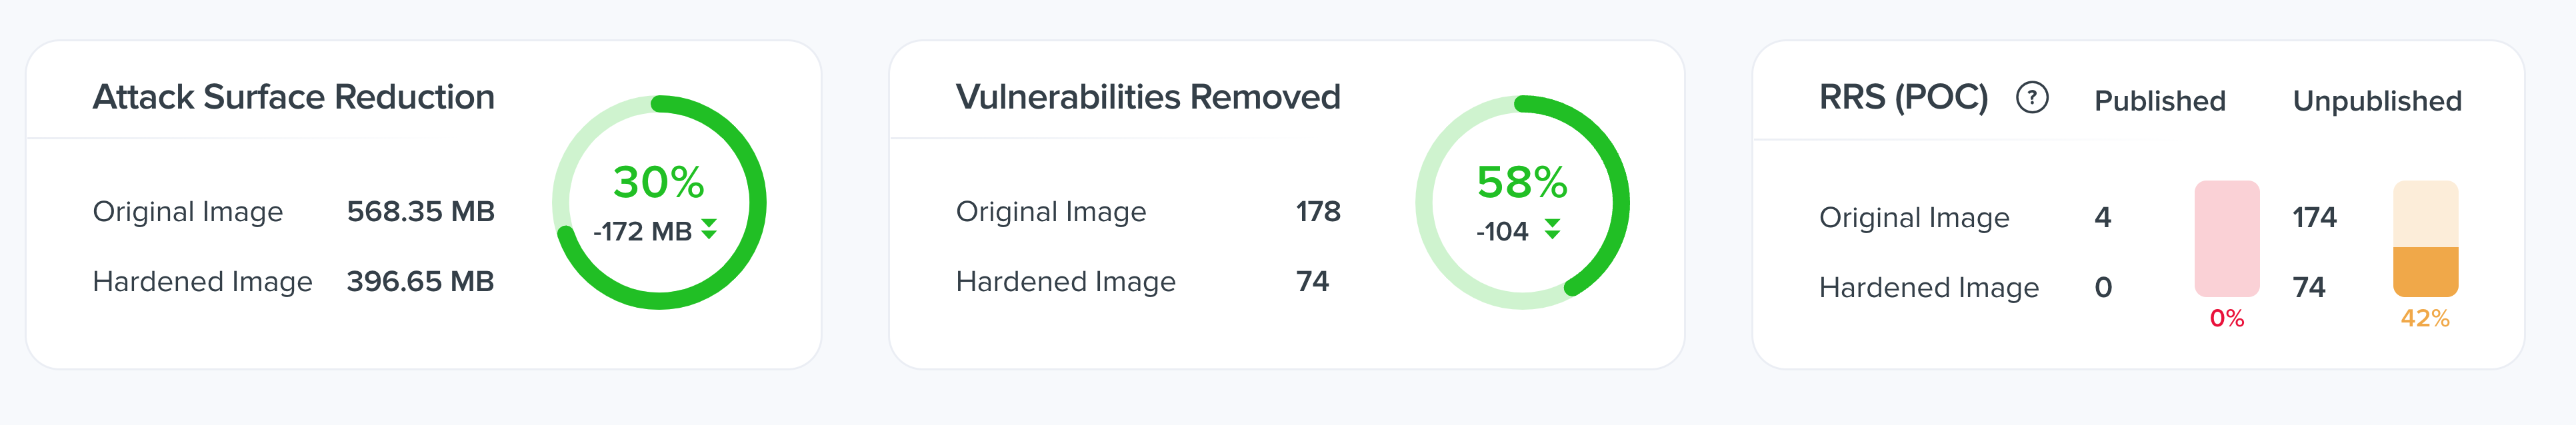 Attack Surface Reduction
Original Image 568.35 MB
Hardened Image 396.65 MB
30%
-172 MB
Vulnerabilities Removed
Original Image 178
Hardened Image 74
58%
-104
RRS (POC) ? Published Unpublished
Original Image 4 174
Hardened Image 0 74
0% 42%